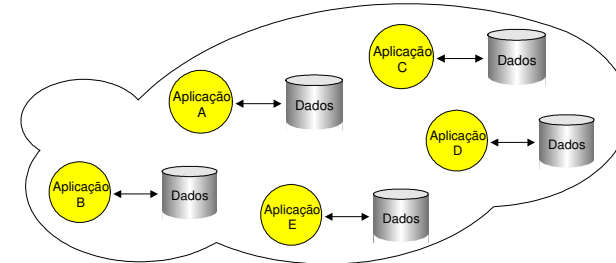 Aplicação
C
Dados
Aplicação
A
Dados
Aplicação
D
Dados
Aplicação
B
Dados
Aplicação
E
Dados